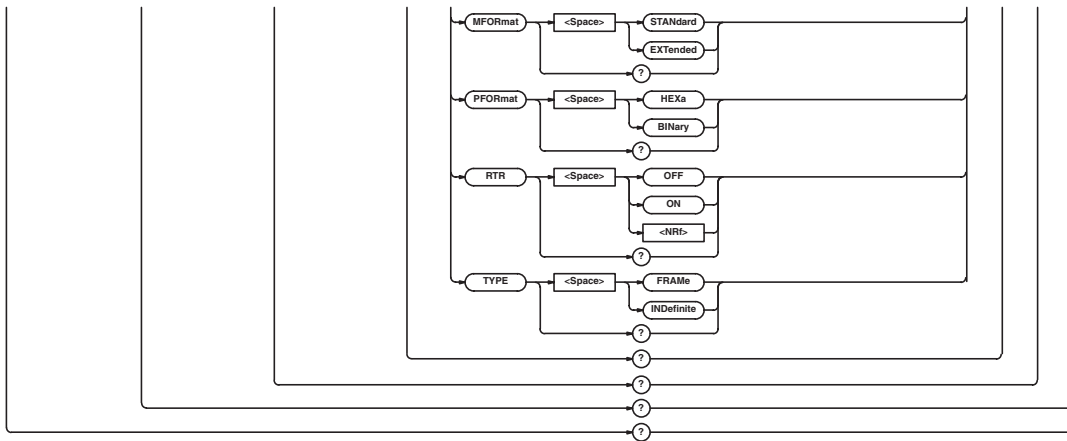 MFORmat <Space> STANdard
EXTended
?
PFORmat <Space> HEXa
BINary
?
RTR <Space> OFF
ON
<NRf>
?
TYPE <Space> FRAMe
INDefinite
?
?
?
?
?